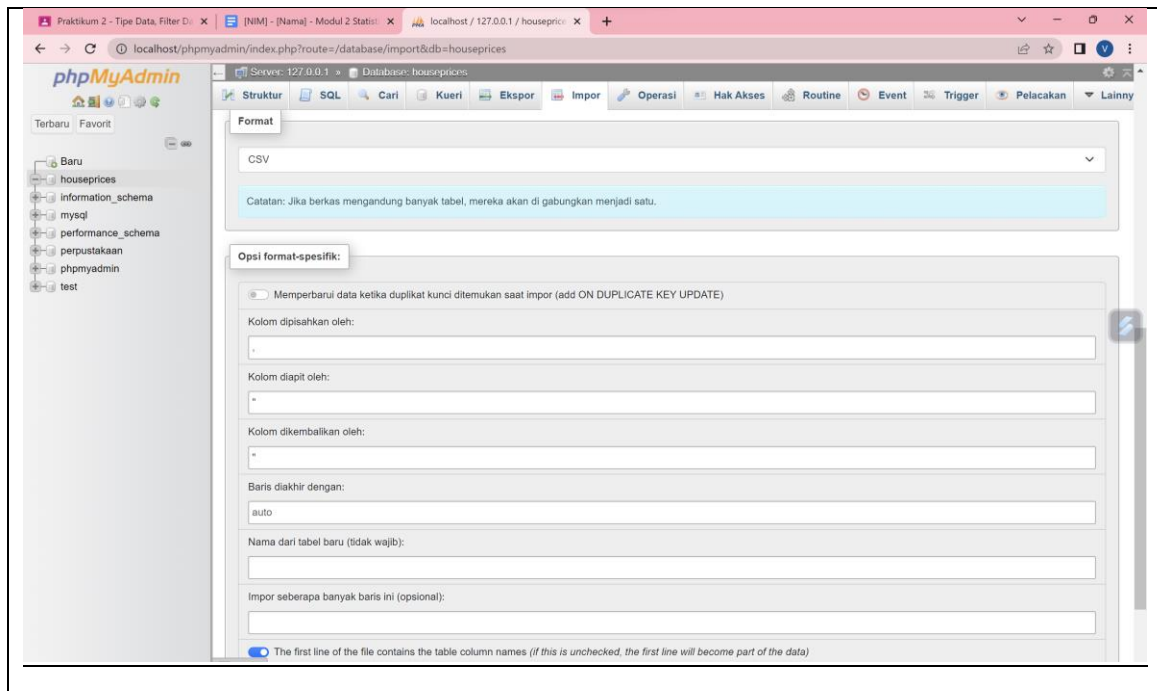 Praktikum 2 - Tipe Data, Filter Da
[NIM] - [Nama] - Modul 2 Statisti
localhost / 127.0.0.1 / houseprice
localhost/phpmyadmin/index.php?route=/database/import&db=houseprices
V
phpMyAdmin
Terbaru Favorit
Baru
houseprices
information_schema
mysql
performance_schema
perpustakaan
phpmyadmin
test
Server: 127.0.0.1 » Database: houseprices
Struktur SQL Cari Kueri Ekspor Impor Operasi Hak Akses Routine Event Trigger Pelacakan Lainny
Format
CSV
Catatan: Jika berkas mengandung banyak tabel, mereka akan di gabungkan menjadi satu.
Opsi format-spesifik:
Memperbarui data ketika duplikat kunci ditemukan saat impor (add ON DUPLICATE KEY UPDATE)
Kolom dipisahkan oleh:
,
Kolom diapit oleh:
"
Kolom dikembalikan oleh:
"
Baris diakhir dengan:
auto
Nama dari tabel baru (tidak wajib):
Impor seberapa banyak baris ini (opsional):
The first line of the file contains the table column names (if this is unchecked, the first line will become part of the data)